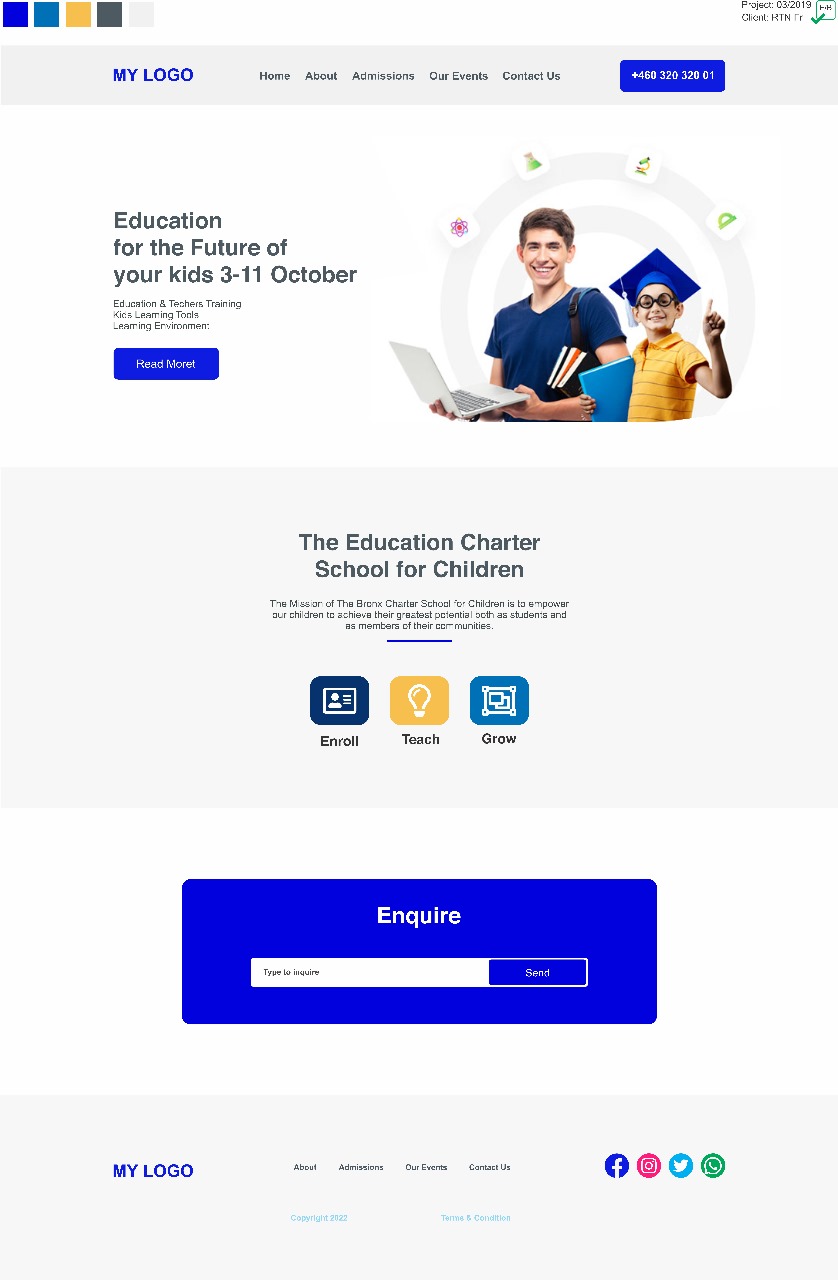 Project: 03/2019
Client: RTN Fr
MY LOGO
Home About Admissions Our Events Contact Us
+460 320 320 01
Education
for the Future of
your kids 3-11 October
Education & Techers Training
Kids Learning Tools
Learning Environment
Read More!
The Education Charter
School for Children
The Mission of The Bronx Charter School for Children is to empower
our children to achieve their greatest potential both as students and
as members of their communities.
Enroll
Teach
Grow
Enquire
Type to inquire
Send
MY LOGO
About Admissions Our Events Contact Us
Copyright 2022
Terms & Condition